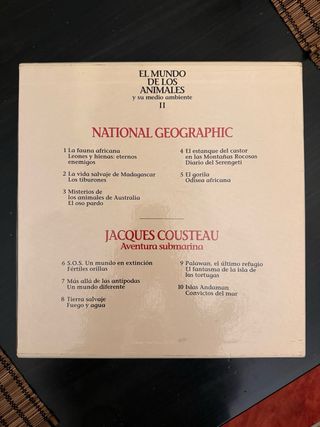 EL MUNDO
DE LOS
ANIMALES
y su medio ambiente
II
NATIONAL GEOGRAPHIC
1 La fauna africana
Leones y hienas: eternos
enemigos
2 La vida salvaje de Madagascar
Los tiburones
3 Misterios de
los animales de Australia
El oso pardo
4 El estanque del castor
en las Montañas Rocosas
Diario del Serengeti
5 El gorila
Odisea africana
JACQUES COUSTEAU
Aventura submarina
6 S.O.S. Un mundo en extinción
Fértiles orillas
7 Más allá de las antípodas
Un mundo diferente
8 Tierra salvaje
Fuego y agua
9 Palawan, el último refugio
El fantasma de la isla de
las tortugas
10 Islas Andaman
Convictos del mar